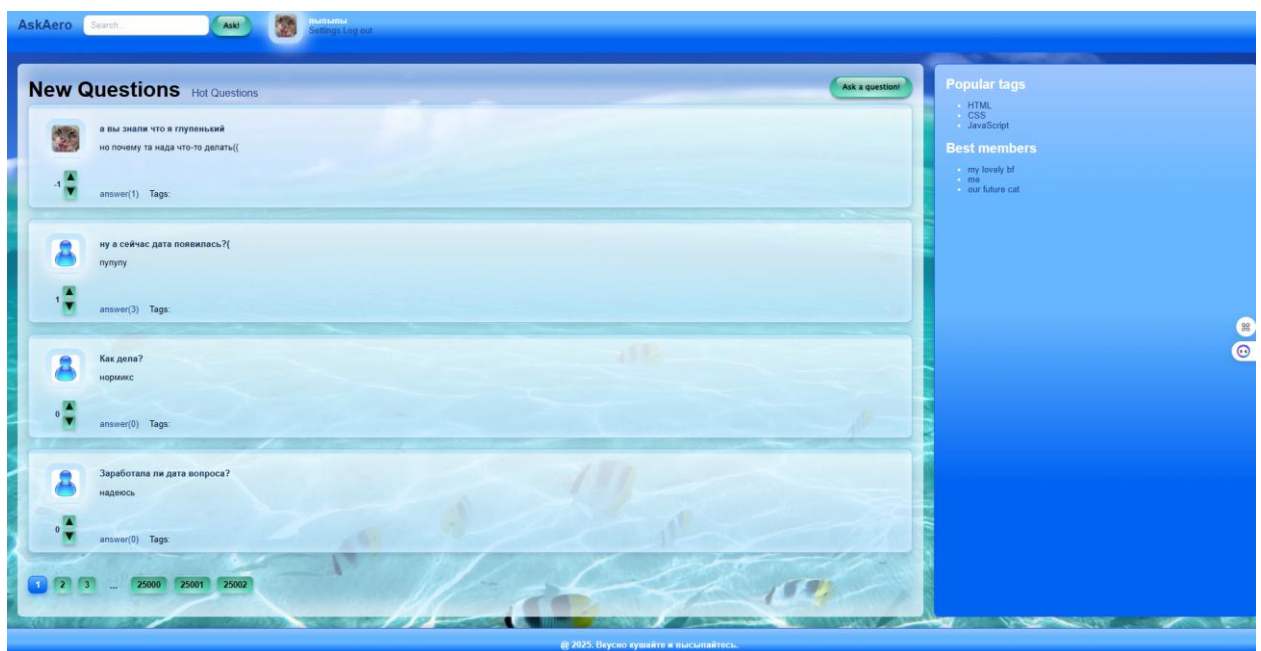 AskAero Search... Ask! пыпыпы
Settings Log out
New Questions Hot Questions Ask a question!
а вы знали что я глупенький
но почему та нада что-то делать((
-1
answer(1) Tags:
ну а сейчас дата появилась?(
пупупу
1
answer(3) Tags:
Как дела?
нормикс
0
answer(0) Tags:
Заработала ли дата вопроса?
надеюсь
0
answer(0) Tags:
1 2 3 ... 25000 25001 25002
Popular tags
HTML
CSS
JavaScript
Best members
my lovely bf
me
our future cat
@ 2025. Вкусно кушайте и высыпайтесь.